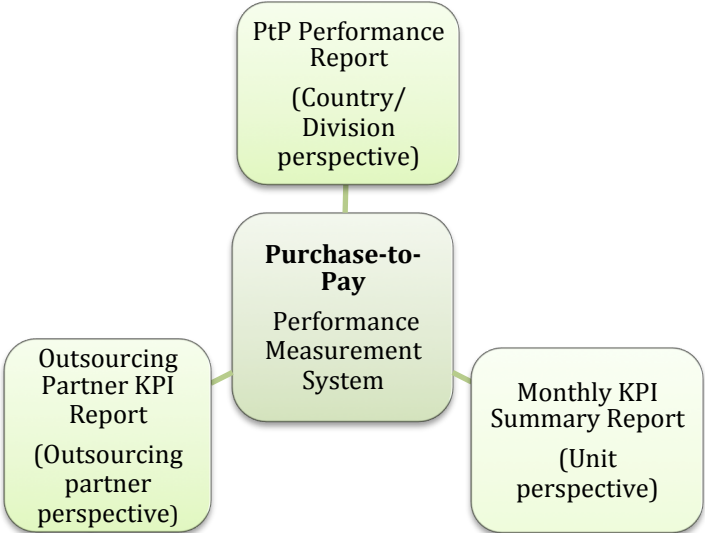 PtP Performance
Report
(Country/
Division
perspective)
Purchase-to-
Pay
Performance
Measurement
System
Outsourcing
Partner KPI
Report
(Outsourcing
partner
perspective)
Monthly KPI
Summary Report
(Unit
perspective)